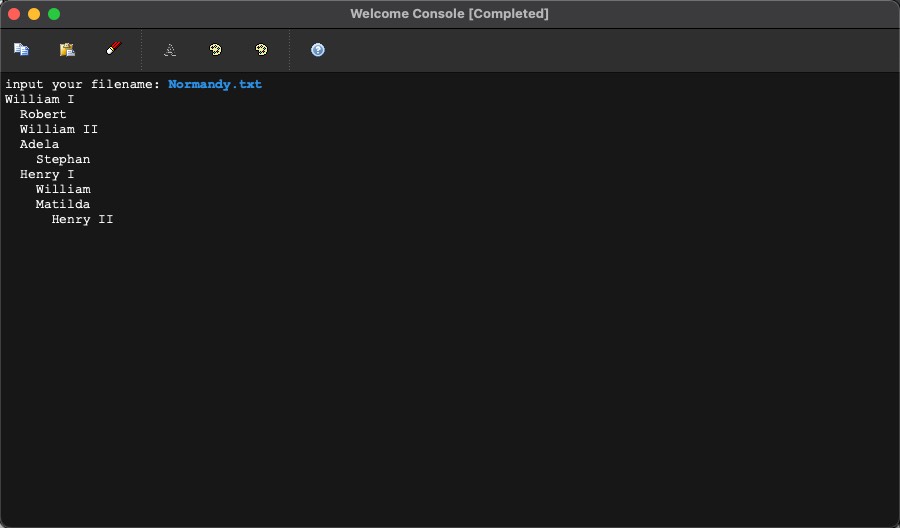 Welcome Console [Completed]
input your filename: Normandy.txt
William I
  Robert
  William II
  Adela
    Stephan
  Henry I
    William
    Matilda
      Henry II